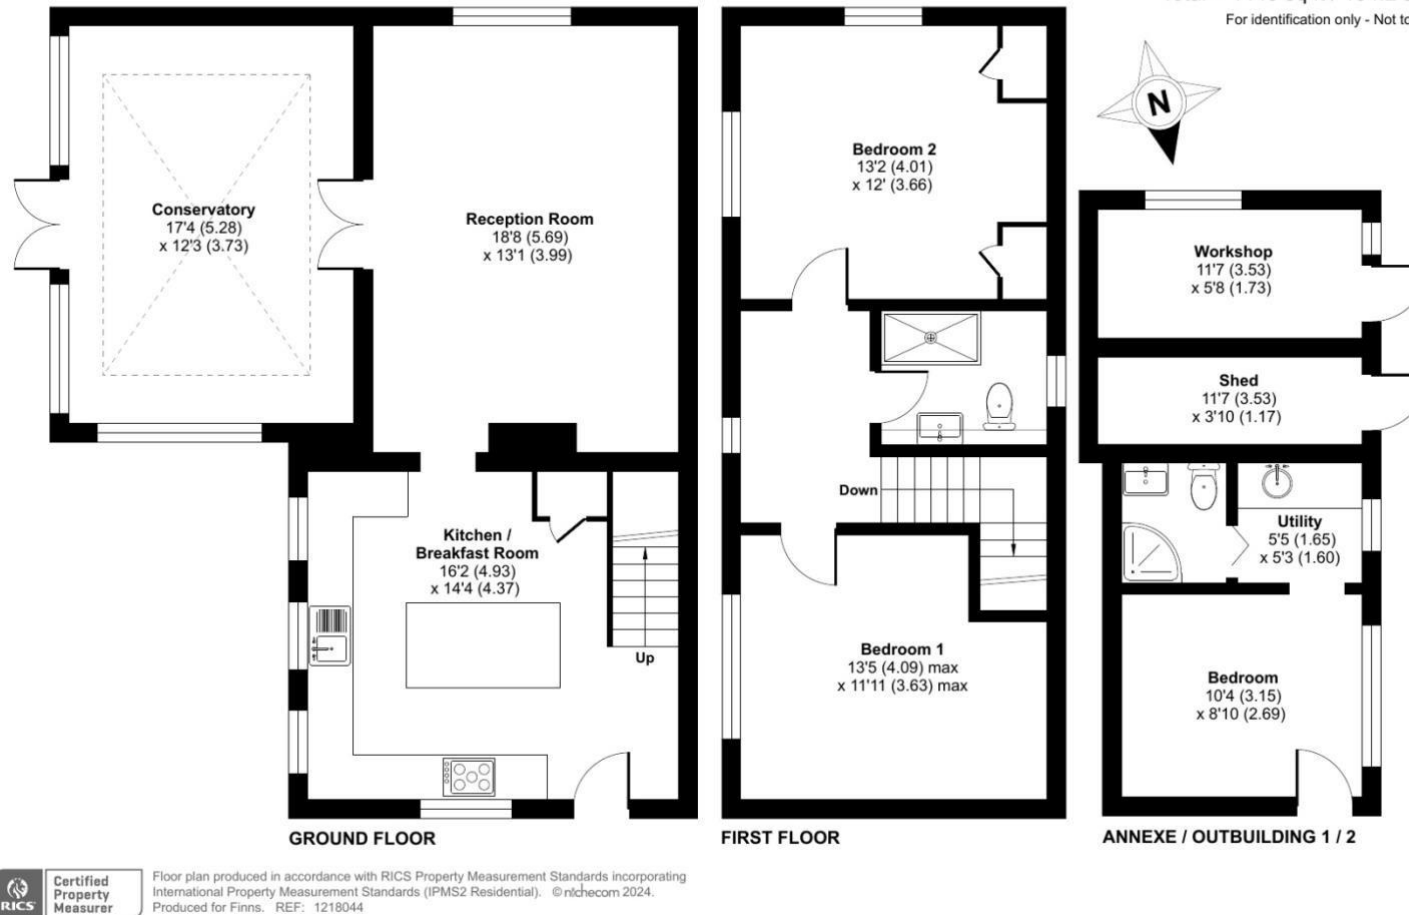 For identification only - Not to
N
Conservatory
17'4 (5.28)
x 12'3 (3.73)
Reception Room
18'8 (5.69)
x 13'1 (3.99)
Kitchen /
Breakfast Room
16'2 (4.93)
x 14'4 (4.37)
Up
GROUND FLOOR
Bedroom 2
13'2 (4.01)
x 12' (3.66)
Down
Bedroom 1
13'5 (4.09) max
x 11'11 (3.63) max
FIRST FLOOR
Workshop
11'7 (3.53)
x 5'8 (1.73)
Shed
11'7 (3.53)
x 3'10 (1.17)
Utility
5'5 (1.65)
x 5'3 (1.60)
Bedroom
10'4 (3.15)
x 8'10 (2.69)
ANNEXE / OUTBUILDING 1 / 2
RICS
Certified
Property
Measurer
Floor plan produced in accordance with RICS Property Measurement Standards incorporating
International Property Measurement Standards (IPMS2 Residential). © nichecom 2024.
Produced for Finns. REF: 1218044